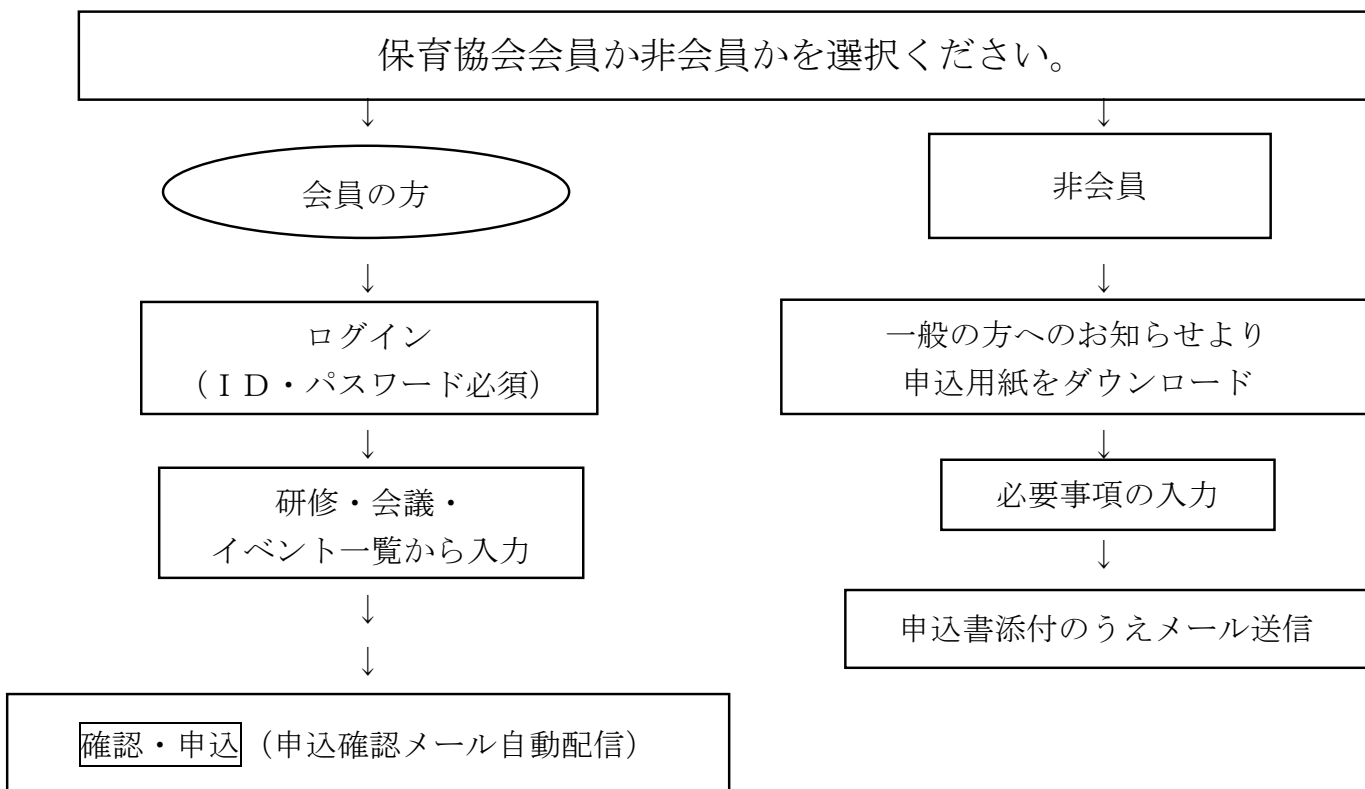 保育協会会員か非会員かを選択ください。
↓
↓
会員の方
非会員
↓
↓
ログイン
(ＩＤ・パスワード必須)
一般の方へのお知らせより
申込用紙をダウンロード
↓
↓
研修・会議・
イベント一覧から入力
必要事項の入力
↓
↓
申込書添付のうえメール送信
↓
確認・申込（申込確認メール自動配信）